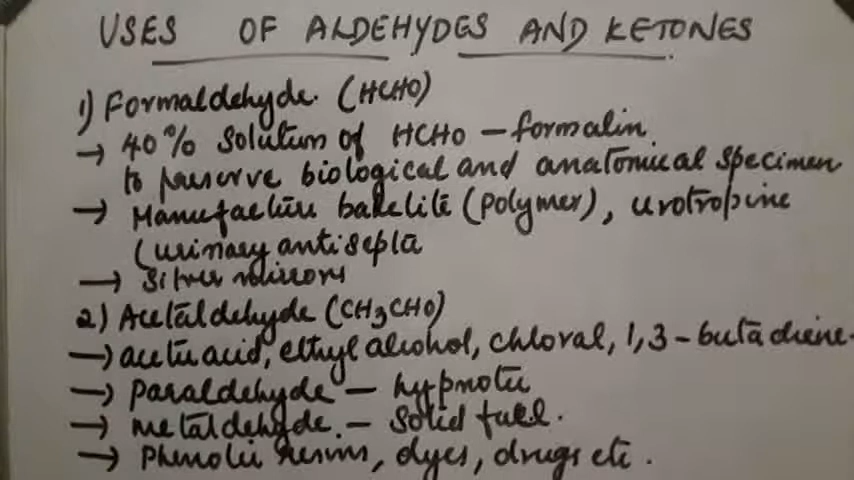 USES OF ALDEHYDES AND KETONES
1) Formaldehyde. (HCHO)
→ 40% Solution of HCHO – formalin.
to preserve biological and anatomical specimen
→ Manufacture bakelite (polymer), urotropine
(urinary antiseptic
→ Silver mirrors
2) Acetaldehyde (CH3CHO)
→ acetic acid, ethyl alcohol, chloral, 1,3-butadiene.
→ Paraldehyde – hypnotic
→ Metaldehyde. – Solid fuel.
→ Phenolic resins, dyes, drugs etc.